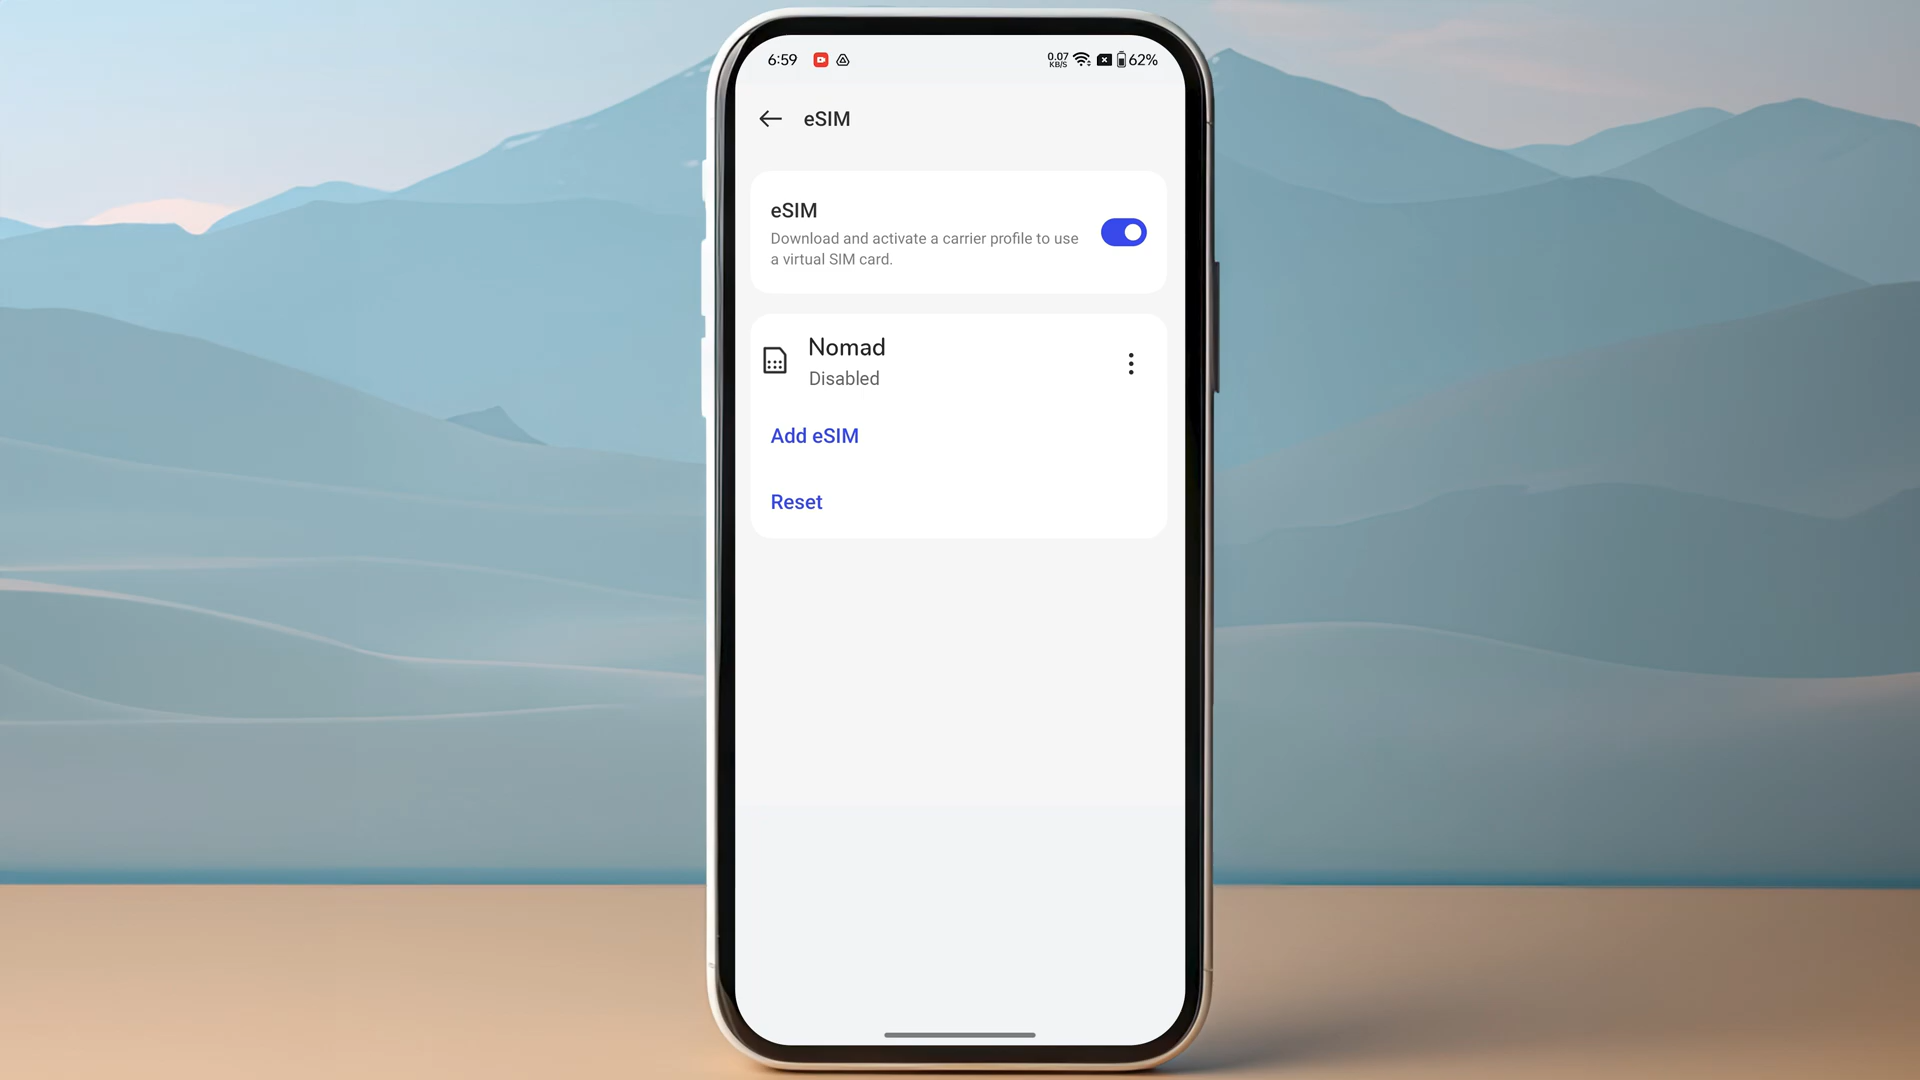 6:59
0.07
KB/S
62%
eSIM
eSIM
Download and activate a carrier profile to use
a virtual SIM card.
Nomad
Disabled
Add eSIM
Reset